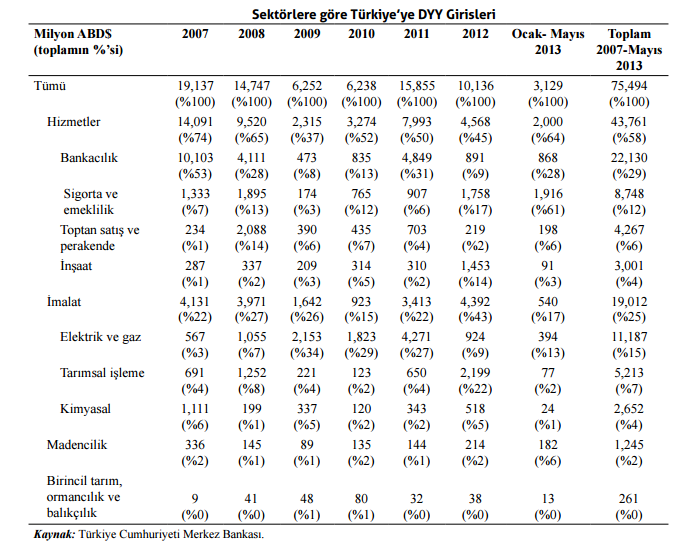 Sektörlere göre Türkiye'ye DYY Girisleri
Milyon ABD$ 2007 2008 2009 2010 2011 2012 Ocak- Mayıs Toplam
(toplamın %'si) 2013 2007-Mayıs
2013
Tümü 19,137 14,747 6,252 6,238 15,855 10,136 3,129 75,494
(%100) (%100) (%100) (%100) (%100) (%100) (%100) (%100)
Hizmetler 14,091 9,520 2,315 3,274 7,993 4,568 2,000 43,761
(%74) (%65) (%37) (%52) (%50) (%45) (%64) (%58)
Bankacılık 10,103 4,111 473 835 4,849 891 868 22,130
(%53) (%28) (%8) (%13) (%31) (%9) (%28) (%29)
Sigorta ve 1,333 1,895 174 765 907 1,758 1,916 8,748
emeklilik (%7) (%13) (%3) (%12) (%6) (%17) (%61) (%12)
Toptan satış ve 234 2,088 390 435 703 219 198 4,267
perakende (%1) (%14) (%6) (%7) (%4) (%2) (%6) (%6)
İnşaat 287 337 209 314 310 1,453 91 3,001
(%1) (%2) (%3) (%5) (%2) (%14) (%3) (%4)
İmalat 4,131 3,971 1,642 923 3,413 4,392 540 19,012
(%22) (%27) (%26) (%15) (%22) (%43) (%17) (%25)
Elektrik ve gaz 567 1,055 2,153 1,823 4,271 924 394 11,187
(%3) (%7) (%34) (%29) (%27) (%9) (%13) (%15)
Tarımsal işleme 691 1,252 221 123 650 2,199 77 5,213
(%4) (%8) (%4) (%2) (%4) (%22) (%2) (%7)
Kimyasal 1,111 199 337 120 343 518 24 2,652
(%6) (%1) (%5) (%2) (%2) (%5) (%1) (%4)
Madencilik 336 145 89 135 144 214 182 1,245
(%2) (%1) (%1) (%2) (%1) (%2) (%6) (%2)
Birincil tarım,
ormancılık ve 9 41 48 80 32 38 13 261
balıkçılık (%0) (%0) (%1) (%1) (%0) (%0) (%0) (%0)
Kaynak: Türkiye Cumhuriyeti Merkez Bankası.